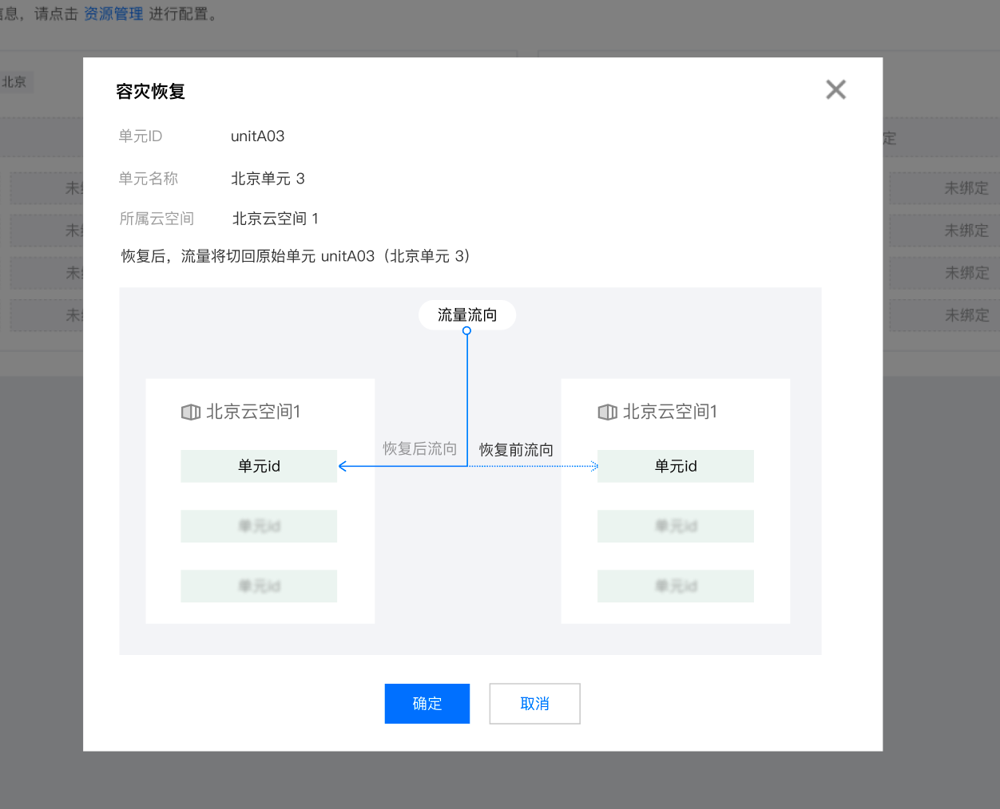 息，请点击 资源管理 进行配置。
北京
容灾恢复
单元ID unitA03
定
单元名称 北京单元 3
未
未绑定
所属云空间 北京云空间 1
未
未绑定
恢复后，流量将切回原始单元 unitA03（北京单元 3）
未
未绑定
流量流向
未
未绑定
北京云空间1
北京云空间1
恢复后流向
恢复前流向
单元id
单元id
单元id
单元id
单元id
单元id
确定
取消